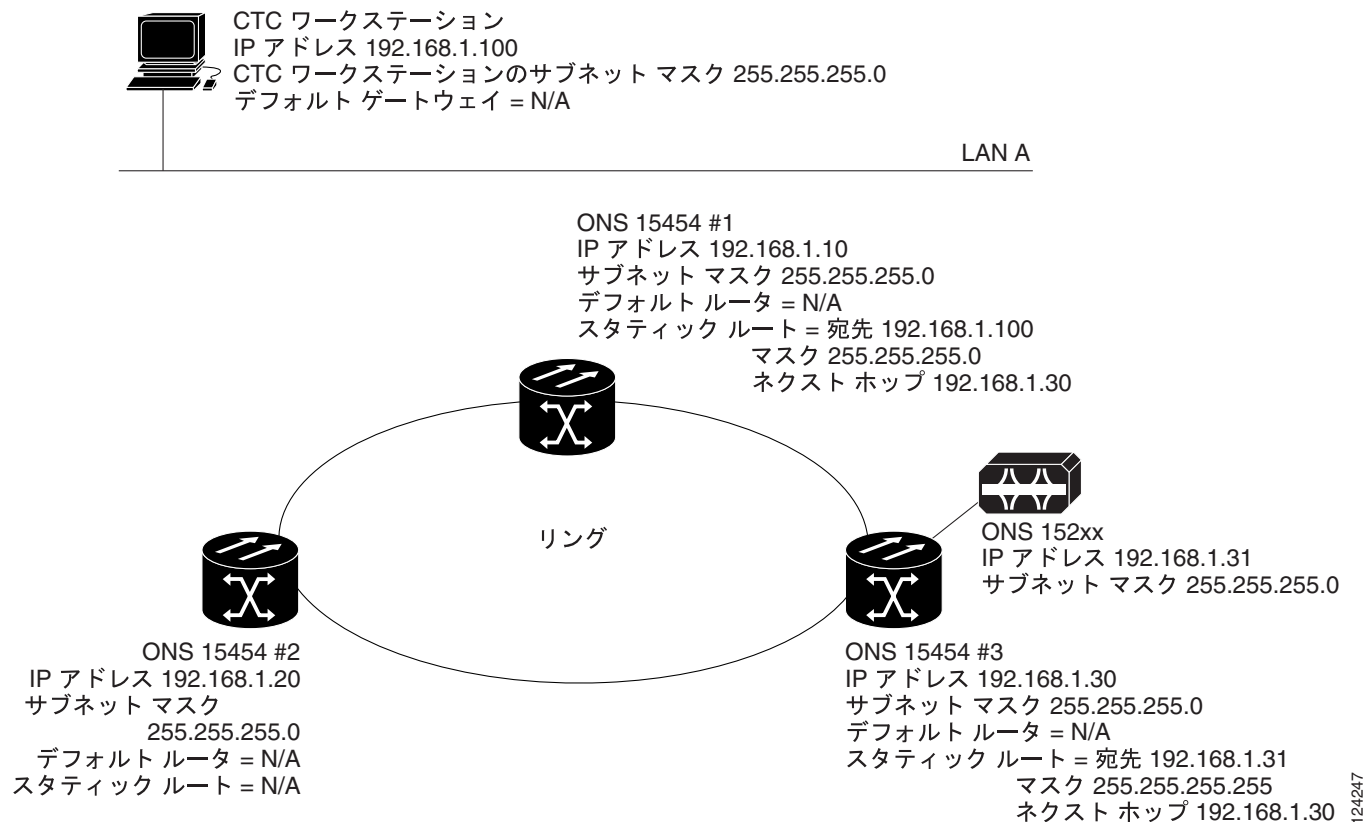 CTC ワークステーション
IP アドレス 192.168.1.100
CTC ワークステーションのサブネット マスク 255.255.255.0
デフォルト ゲートウェイ = N/A
LAN A
ONS 15454 #1
IP アドレス 192.168.1.10
サブネット マスク 255.255.255.0
デフォルト ルータ = N/A
スタティック ルート = 宛先 192.168.1.100
マスク 255.255.255.0
ネクスト ホップ 192.168.1.30
リング
ONS 152xx
IP アドレス 192.168.1.31
サブネット マスク 255.255.255.0
ONS 15454 #2
IP アドレス 192.168.1.20
サブネット マスク
255.255.255.0
デフォルト ルータ = N/A
スタティック ルート = N/A
ONS 15454 #3
IP アドレス 192.168.1.30
サブネット マスク 255.255.255.0
デフォルト ルータ = N/A
スタティック ルート = 宛先 192.168.1.31
マスク 255.255.255.255
ネクスト ホップ 192.168.1.30
124247